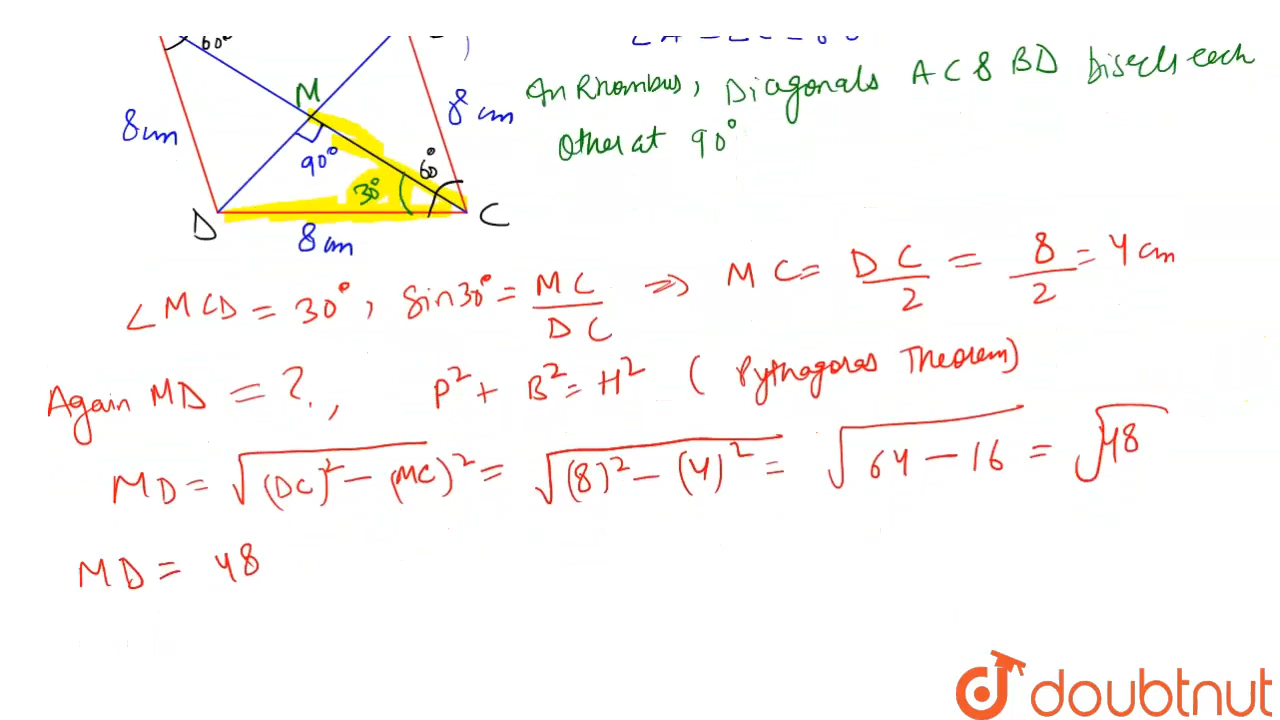 60°
M
8 cm
8 cm
90°
60°
30°
D
C
8 cm
In Rhombus, Diagonals AC & BD bisects each
Other at 90°
∠MCD = 30°, Sin30° = MC/DC ⇒ MC = DC/2 = 8/2 = 4 cm
Again MD = ?, P² + B² = H² (Pythagoras Theorem)
MD = √(DC)² - (MC)² = √(8)² - (4)² = √64 - 16 = √48
MD = 48
doubtnut